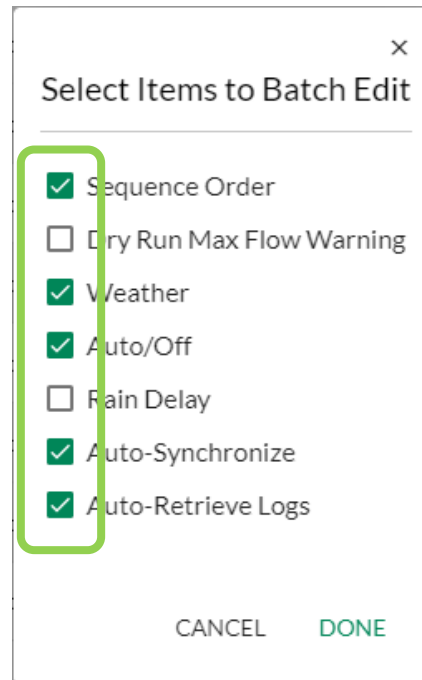 Select Items to Batch Edit
Sequence Order
Dry Run Max Flow Warning
Weather
Auto/Off
Rain Delay
Auto-Synchronize
Auto-Retrieve Logs
CANCEL DONE